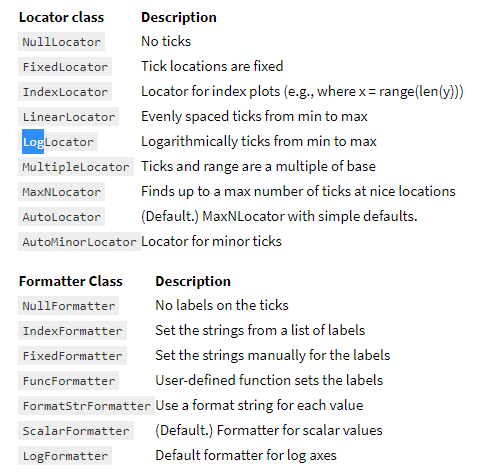 Locator class Description
NullLocator No ticks
FixedLocator Tick locations are fixed
IndexLocator Locator for index plots (e.g., where x = range(len(y)))
LinearLocator Evenly spaced ticks from min to max
LogLocator Logarithmically ticks from min to max
MultipleLocator Ticks and range are a multiple of base
MaxNLocator Finds up to a max number of ticks at nice locations
AutoLocator (Default.) MaxNLocator with simple defaults.
AutoMinorLocator Locator for minor ticks
Formatter Class Description
NullFormatter No labels on the ticks
IndexFormatter Set the strings from a list of labels
FixedFormatter Set the strings manually for the labels
FuncFormatter User-defined function sets the labels
FormatStrFormatter Use a format string for each value
ScalarFormatter (Default.) Formatter for scalar values
LogFormatter Default formatter for log axes